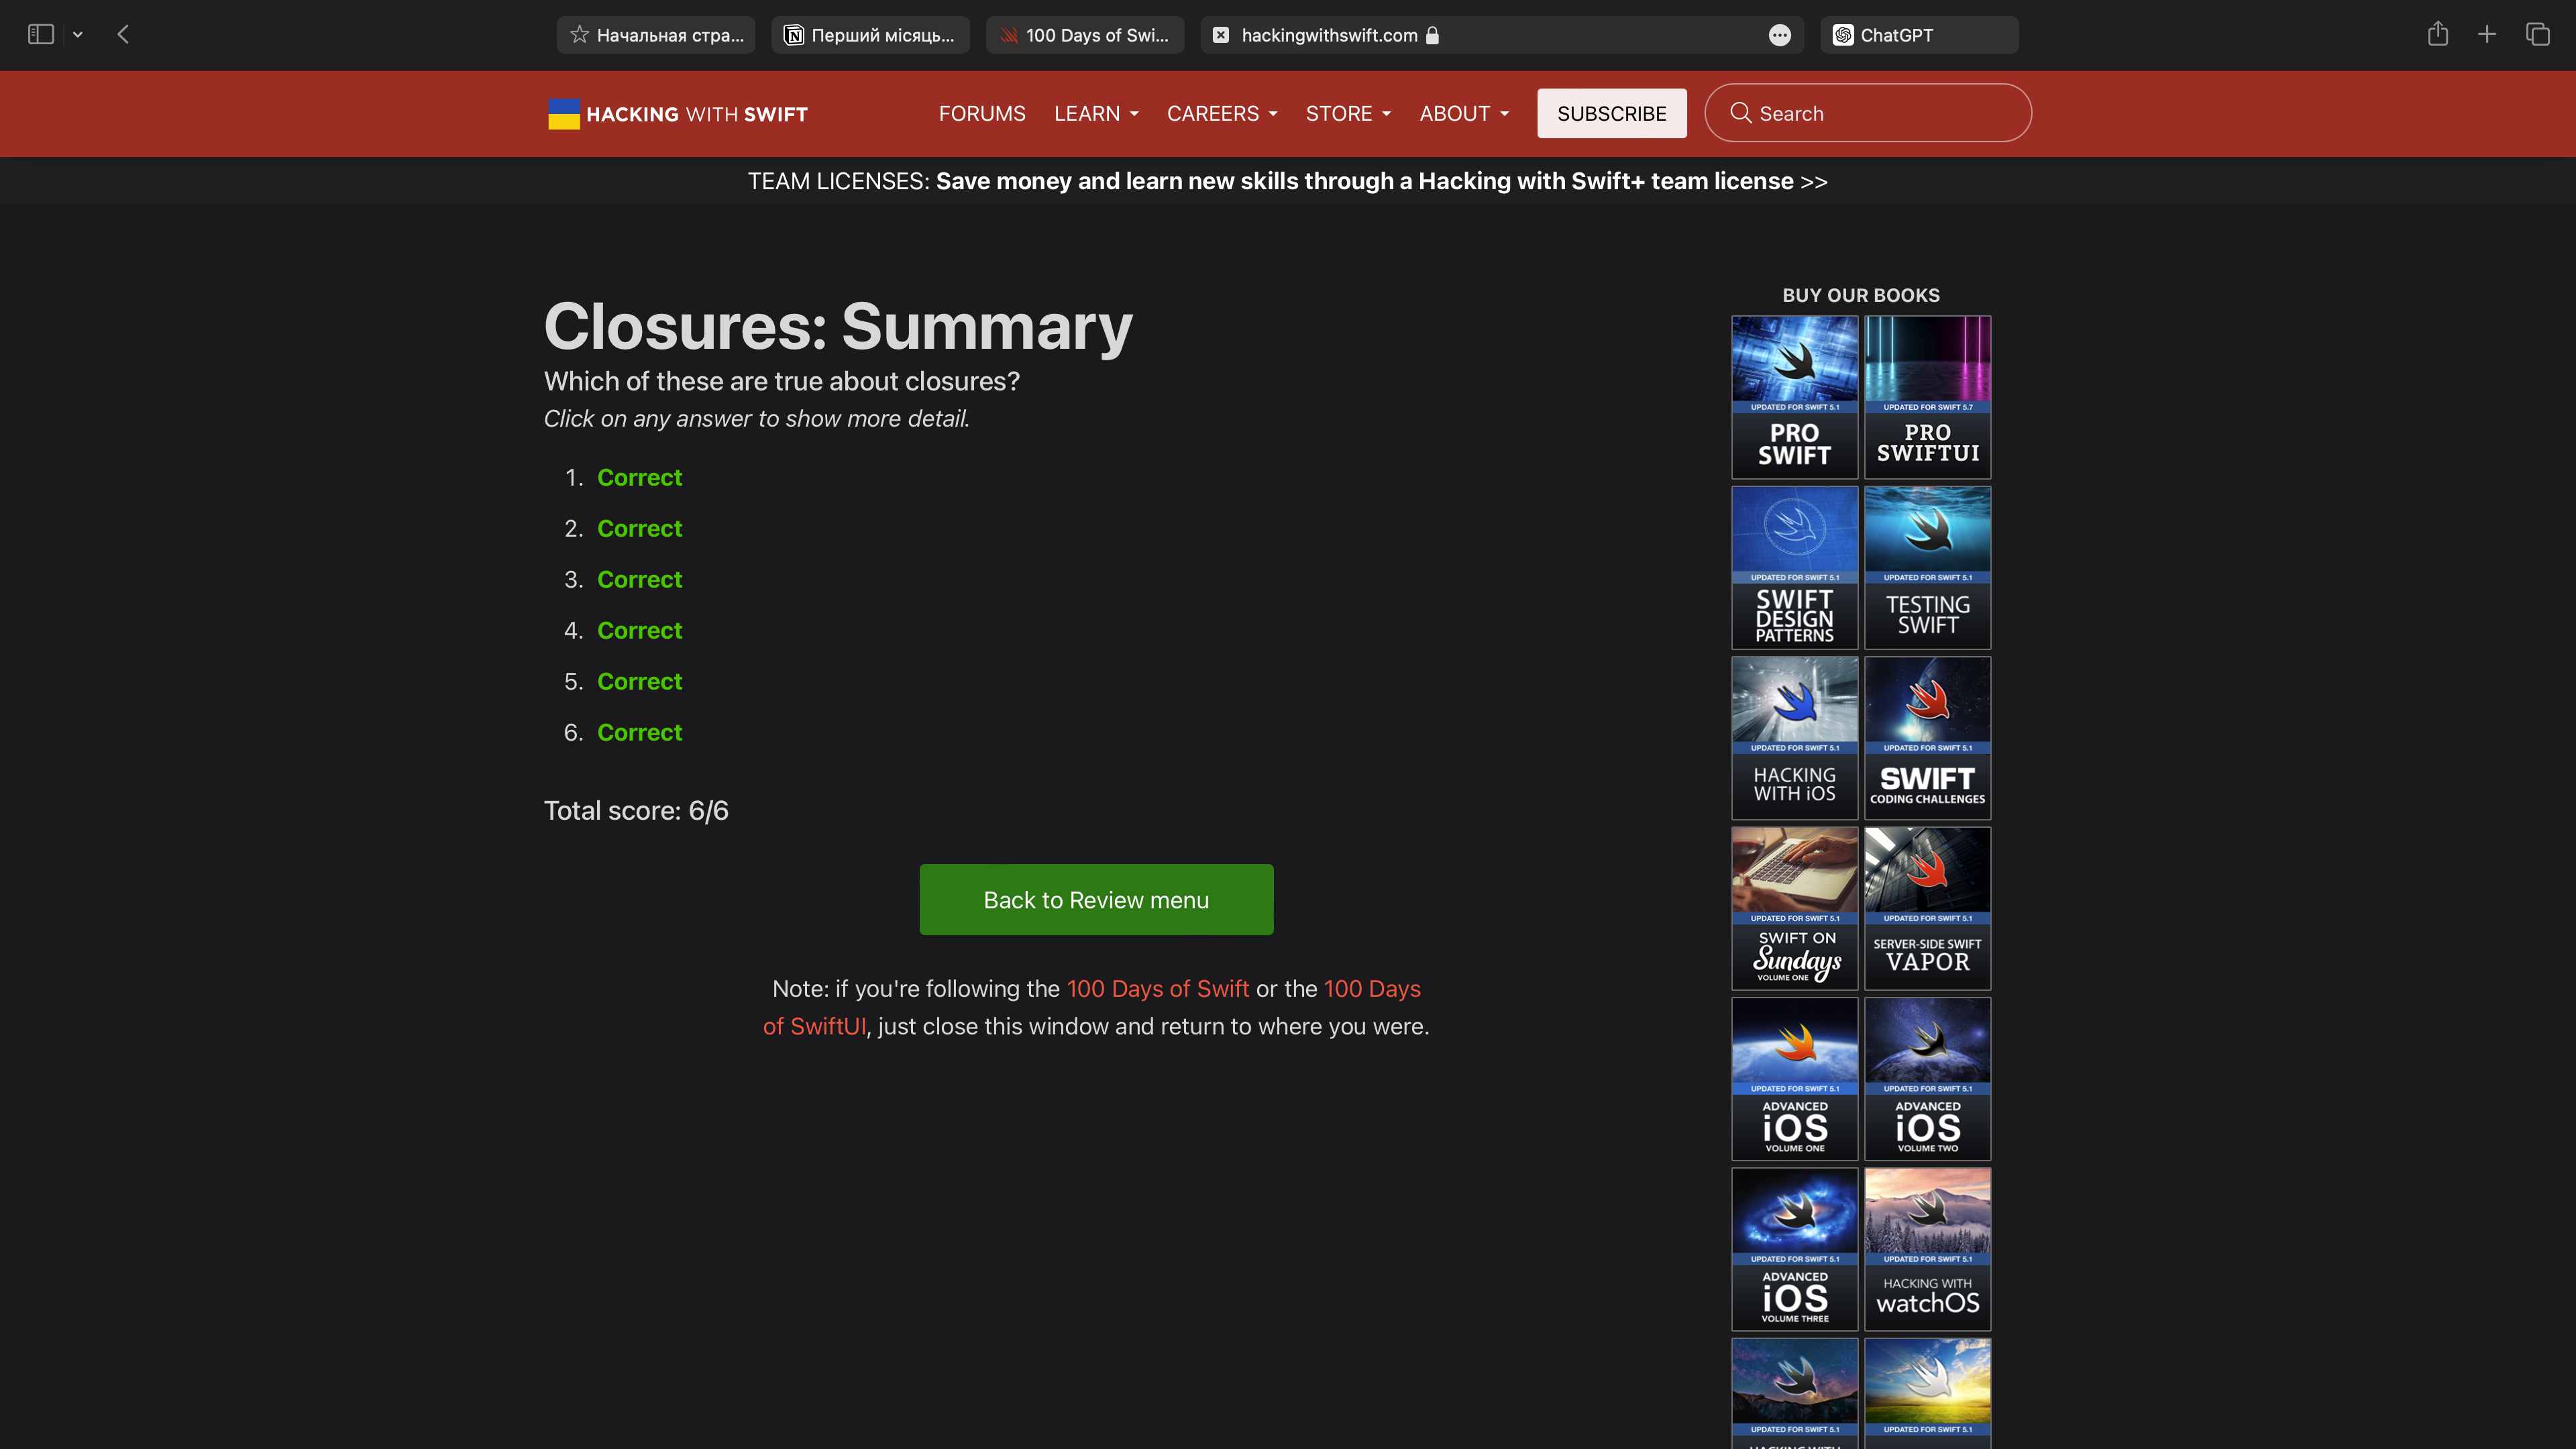 Начальная стра...
Перший місяць...
100 Days of Swi...
hackingwithswift.com
ChatGPT
HACKING WITH SWIFT
FORUMS
LEARN
CAREERS
STORE
ABOUT
SUBSCRIBE
Search
TEAM LICENSES: Save money and learn new skills through a Hacking with Swift+ team license >>
Closures: Summary
Which of these are true about closures?
Click on any answer to show more detail.
1. Correct
2. Correct
3. Correct
4. Correct
5. Correct
6. Correct
Total score: 6/6
Back to Review menu
Note: if you're following the 100 Days of Swift or the 100 Days
of SwiftUI, just close this window and return to where you were.
BUY OUR BOOKS
UPDATED FOR SWIFT 5.1
PRO
SWIFT
UPDATED FOR SWIFT 5.7
PRO
SWIFTUI
UPDATED FOR SWIFT 5.1
SWIFT
DESIGN
PATTERNS
UPDATED FOR SWIFT 5.1
TESTING
SWIFT
UPDATED FOR SWIFT 5.1
HACKING
WITH iOS
UPDATED FOR SWIFT 5.1
SWIFT
CODING CHALLENGES
UPDATED FOR SWIFT 5.1
SWIFT ON
Sundays
VOLUME ONE
UPDATED FOR SWIFT 5.1
SERVER-SIDE SWIFT
VAPOR
UPDATED FOR SWIFT 5.1
ADVANCED
iOS
VOLUME ONE
UPDATED FOR SWIFT 5.1
ADVANCED
iOS
VOLUME TWO
UPDATED FOR SWIFT 5.1
ADVANCED
iOS
VOLUME THREE
UPDATED FOR SWIFT 5.1
HACKING WITH
watchOS
UPDATED FOR SWIFT 5.1
HACKING WITH
UPDATED FOR SWIFT 5.1